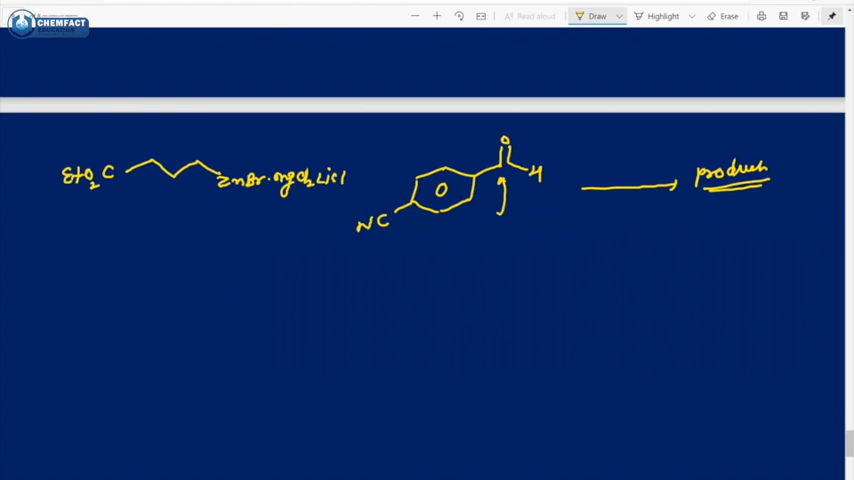 CHEMFACT
EDUCATION
Read aloud
Draw
Highlight
Erase
EtO2C
ZnBr.MgCl2 LiCl
O
H
NC
product